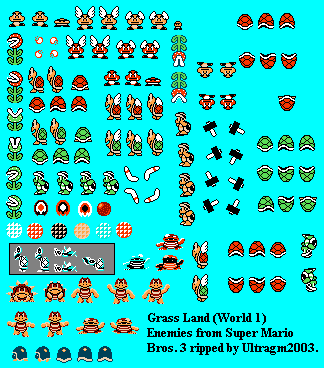 Grass Land (World 1)
Enemies from Super Mario
Bros. 3 ripped by Ultragm2003.